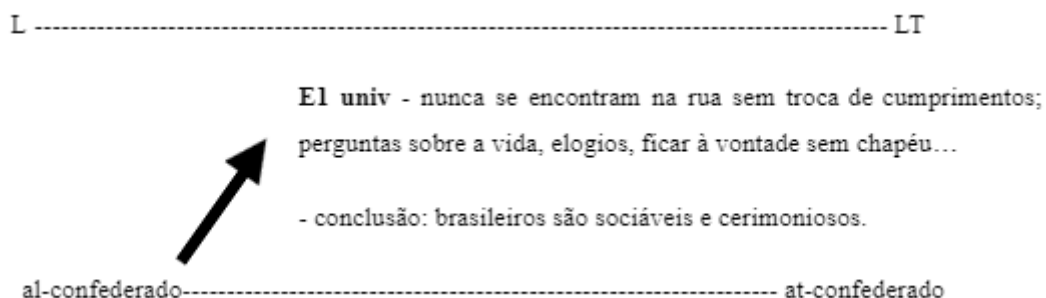 L ---------------------------------------------------------------------------------------------- LT
E1 univ - nunca se encontram na rua sem troca de cumprimentos;
perguntas sobre a vida, elogios, ficar à vontade sem chapéu…
- conclusão: brasileiros são sociáveis e cerimoniosos.
al-confederado----------------------------------------------------------------- at-confederado